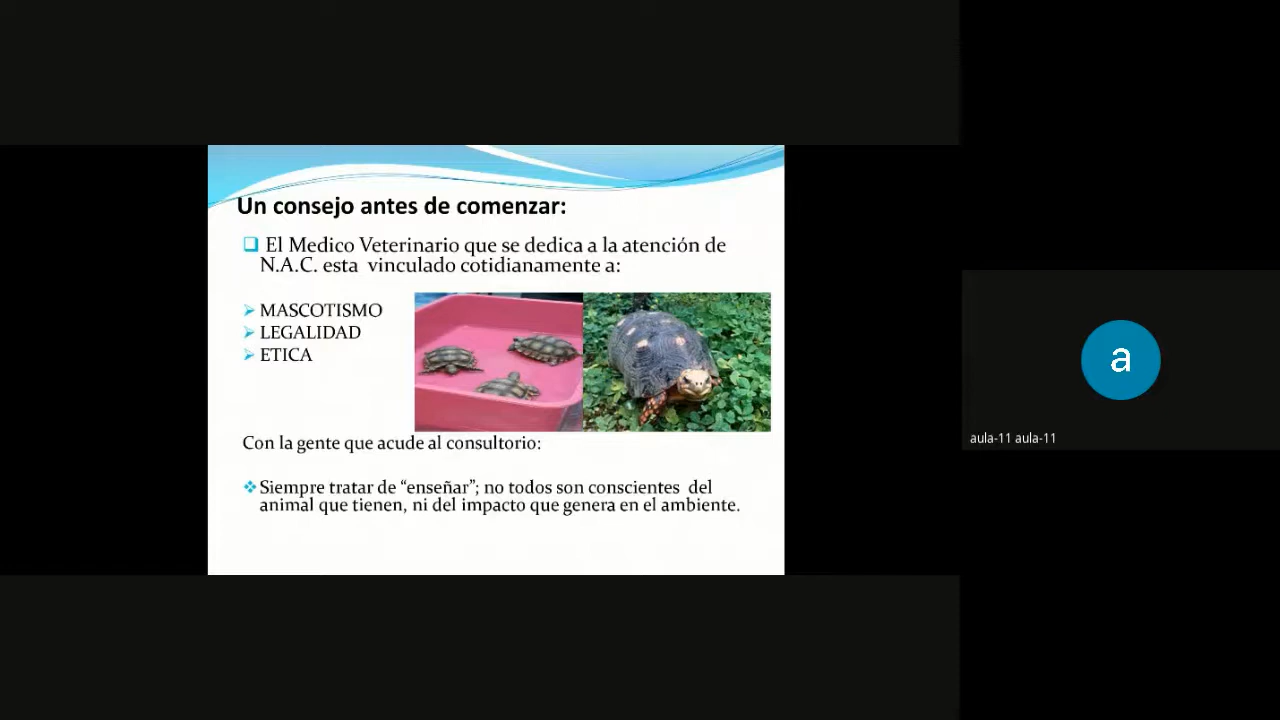 Un consejo antes de comenzar:
El Medico Veterinario que se dedica a la atención de
N.A.C. esta vinculado cotidianamente a:
MASCOTISMO
LEGALIDAD
ETICA
Con la gente que acude al consultorio:
Siempre tratar de “enseñar”; no todos son conscientes del
animal que tienen, ni del impacto que genera en el ambiente.
a
aula-11 aula-11